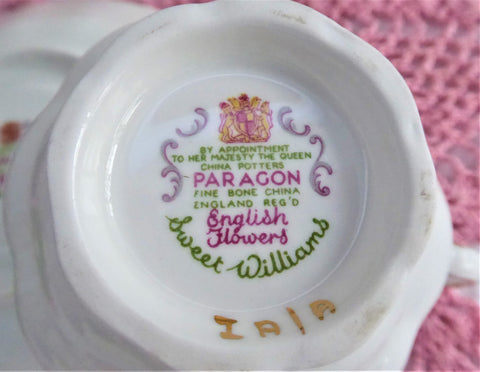 BY APPOINTMENT
TO HER MAJESTY THE QUEEN
CHINA POTTERS
PARAGON
FINE BONE CHINA
ENGLAND REG'D
English
Flowers
Sweet Williams